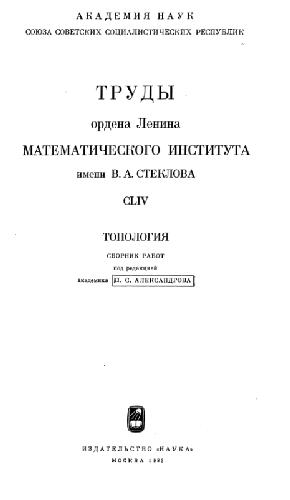 АКАДЕМИЯ НАУК
СОЮЗА СОВЕТСКИХ СОЦИАЛИСТИЧЕСКИХ РЕСПУБЛИК
ТРУДЫ
ордена Ленина
МАТЕМАТИЧЕСКОГО ИНСТИТУТА
имени В. А. СТЕКЛОВА
CLIV
ТОПОЛОГИЯ
СБОРНИК РАБОТ
под редакцией
академика П. С. АЛЕКСАНДРОВА
ИЗДАТЕЛЬСТВО «НАУКА»
МОСКВА